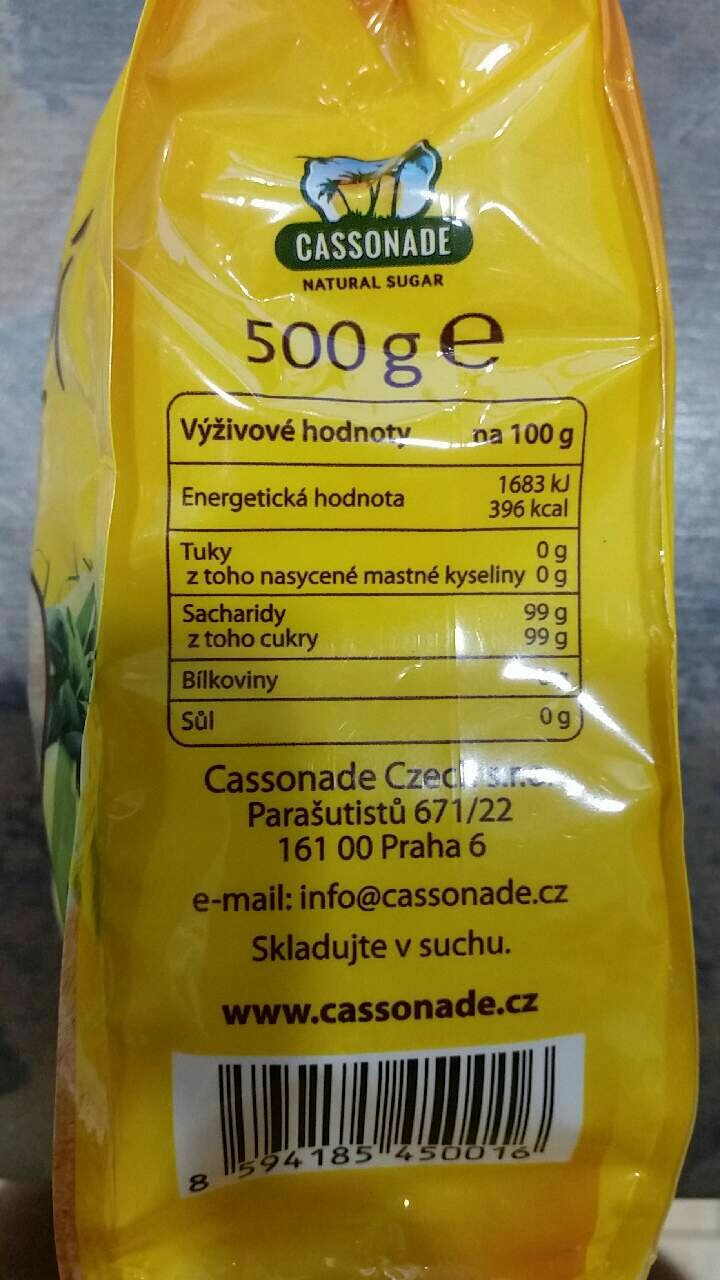 CASSONADE
NATURAL SUGAR
500 g e
Výživové hodnoty na 100 g
Energetická hodnota 1683 kJ
396 kcal
Tuky 0 g
z toho nasycené mastné kyseliny 0 g
Sacharidy 99 g
z toho cukry 99 g
Bílkoviny
Sůl 0 g
Cassonade Czech s.r.o.
Parašutistů 671/22
161 00 Praha 6
e-mail: info@cassonade.cz
Skladujte v suchu.
www.cassonade.cz
8 594185 450016